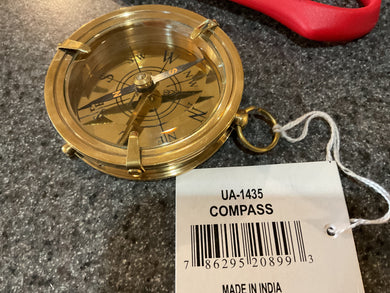 S
W
N
UA-1435
COMPASS
7 86295 20899 3
MADE IN INDIA